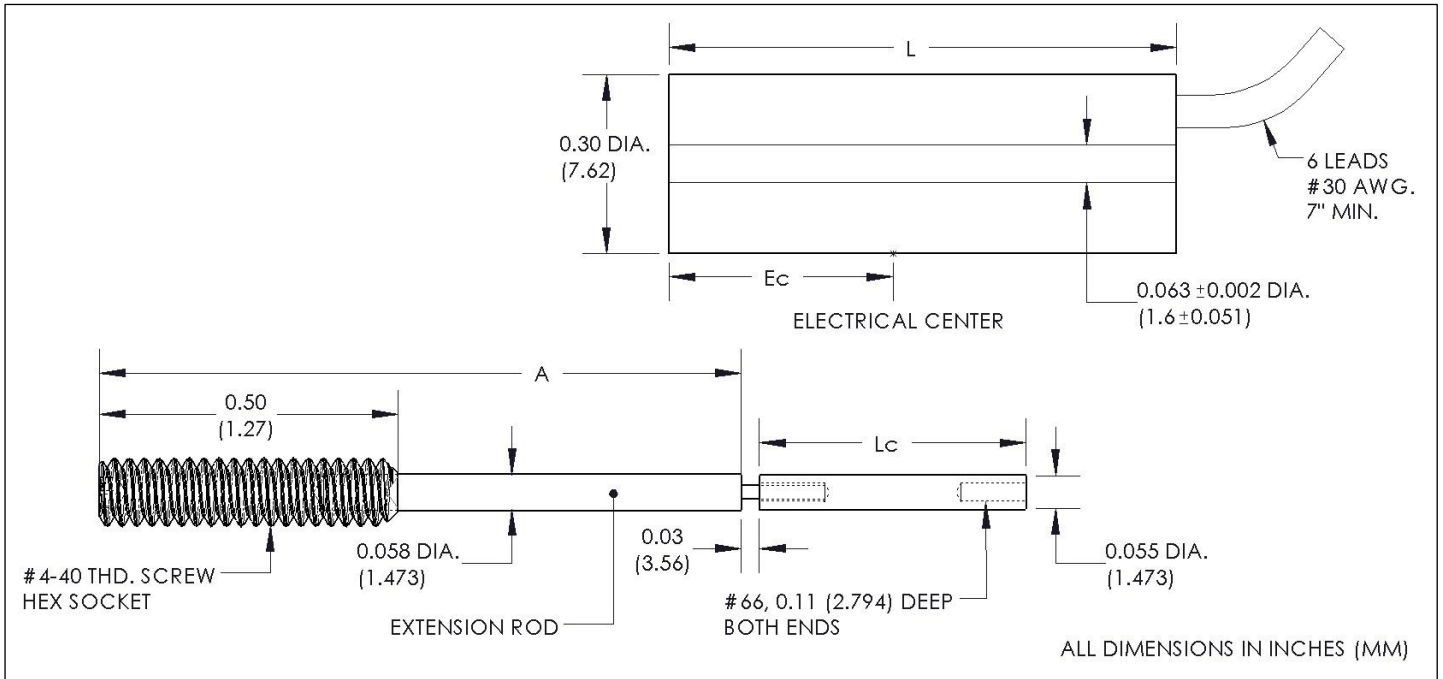 L
0.30 DIA.
(7.62)
6 LEADS
#30 AWG.
7" MIN.
Ec
0.063 ±0.002 DIA.
(1.6±0.051)
ELECTRICAL CENTER
A
0.50
(1.27)
Lc
0.058 DIA.
(1.473)
0.03
(3.56)
0.055 DIA.
(1.473)
#4-40 THD. SCREW
HEX SOCKET
EXTENSION ROD
#66, 0.11 (2.794) DEEP
BOTH ENDS
ALL DIMENSIONS IN INCHES (MM)